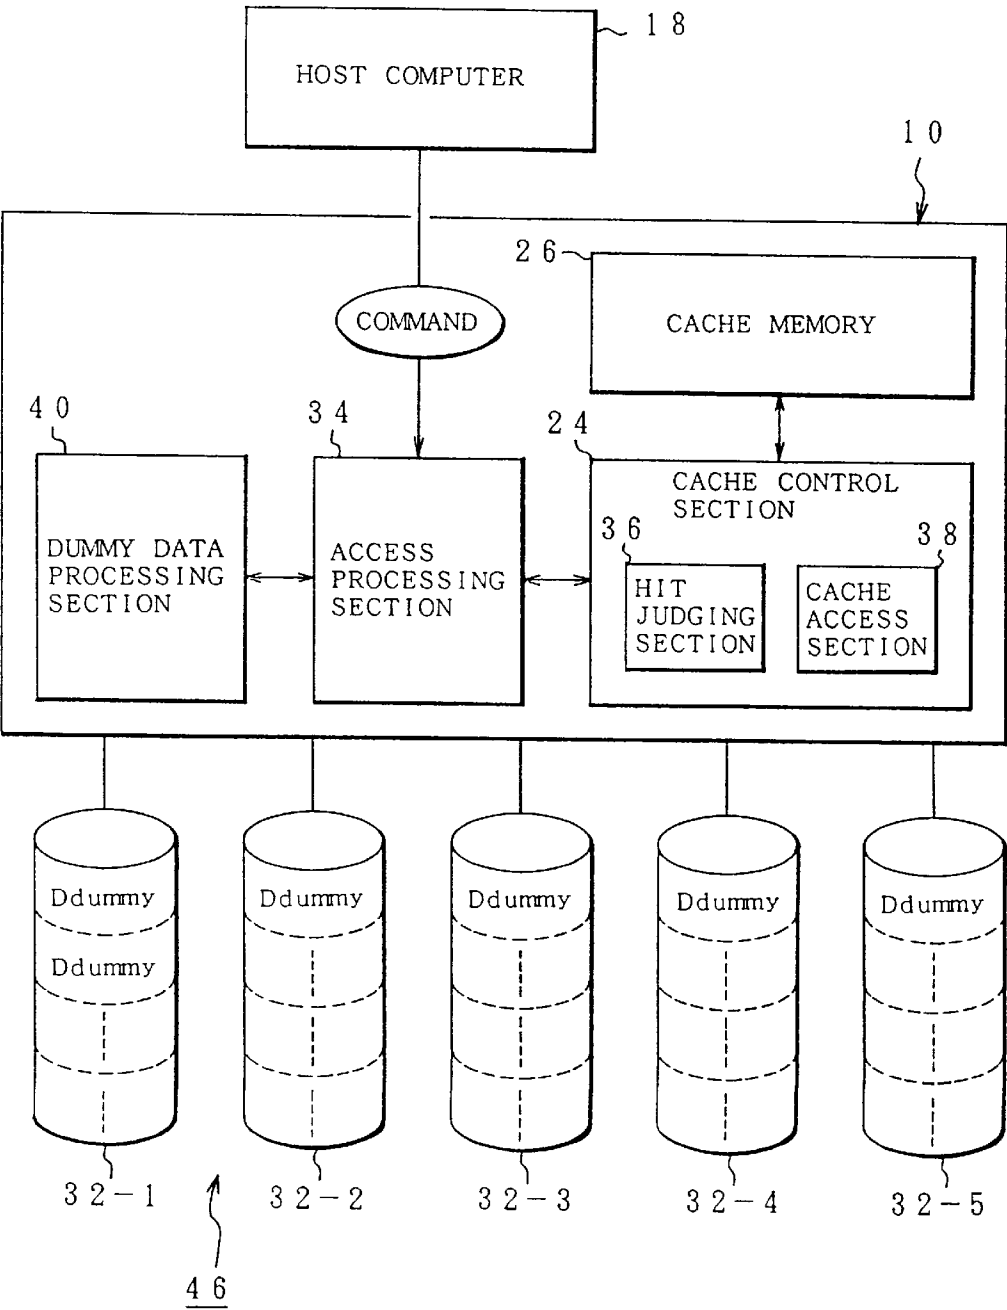 18
HOST COMPUTER
10
26
CACHE MEMORY
COMMAND
40
34
24
CACHE CONTROL
SECTION
36
38
DUMMY DATA
PROCESSING
SECTION
ACCESS
PROCESSING
SECTION
HIT
JUDGING
SECTION
CACHE
ACCESS
SECTION
Ddummy
Ddummy
Ddummy
Ddummy
Ddummy
Ddummy
32-1
32-2
32-3
32-4
32-5
46